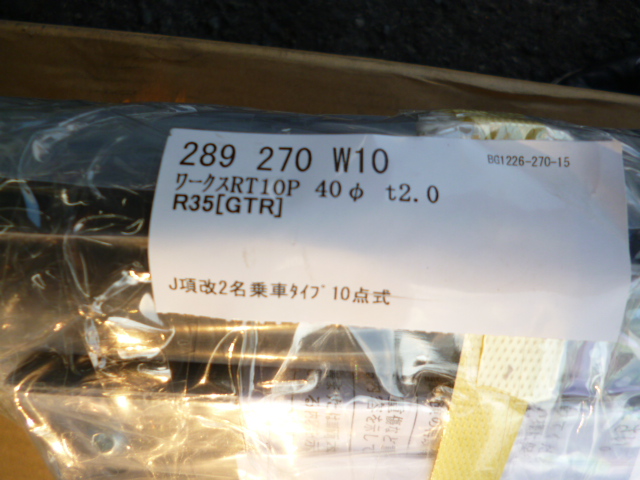 289 270 W10
BG1226-270-15
ワークスRT10P 40φ t2.0
R35[GTR]
J項改2名乗車タイプ 10点式